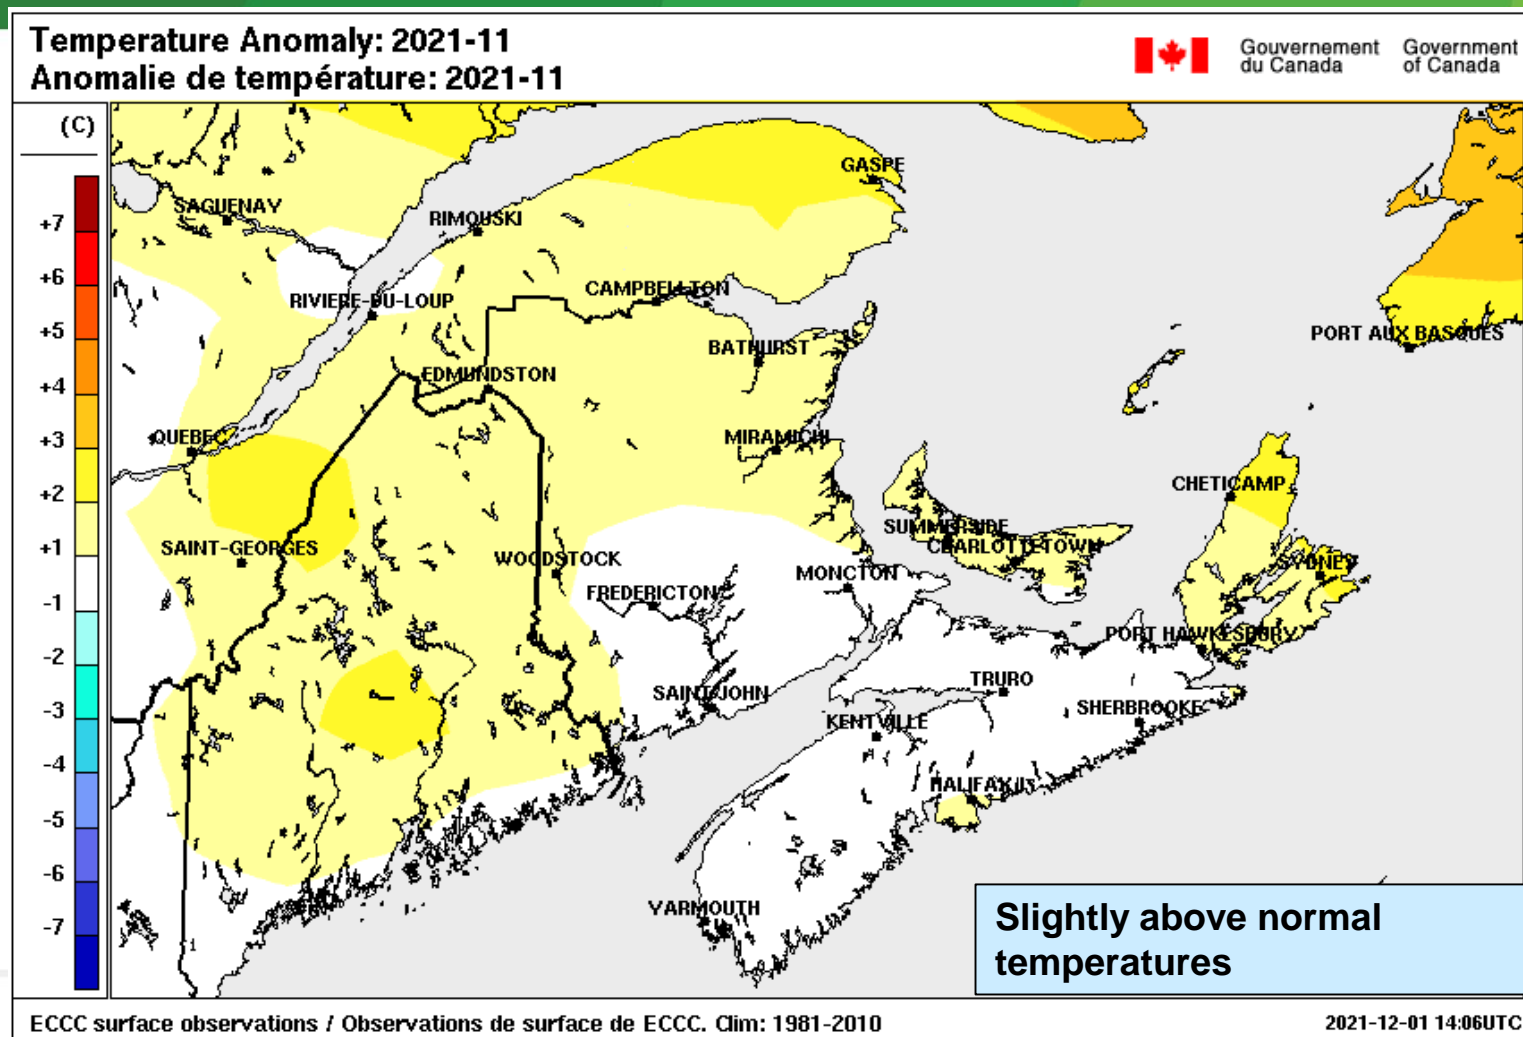 Temperature Anomaly: 2021-11
Anomalie de température: 2021-11
Gouvernement du Canada
Government of Canada
(C)
+7
+6
+5
+4
+3
+2
+1
-1
-2
-3
-4
-5
-6
-7
GASPE
SAGUENAY
RIMOUSKI
RIVIERE-DU-LOUP
CAMPBELLTON
PORT AUX BASQUES
BATHURST
EDMUNDSTON
QUEBEC
MIRAMICHI
CHETICAMP
SUMMERSIDE
SAINT-GEORGES
CHARLOTTETOWN
WOODSTOCK
SYDNEY
MONCTON
FREDERICTON
PORT HAWKESBURY
TRURO
SAINT JOHN
SHERBROOKE
KENTVILLE
HALIFAX
YARMOUTH
Slightly above normal
temperatures
ECCC surface observations / Observations de surface de ECCC. Clim: 1981-2010
2021-12-01 14:06UTC